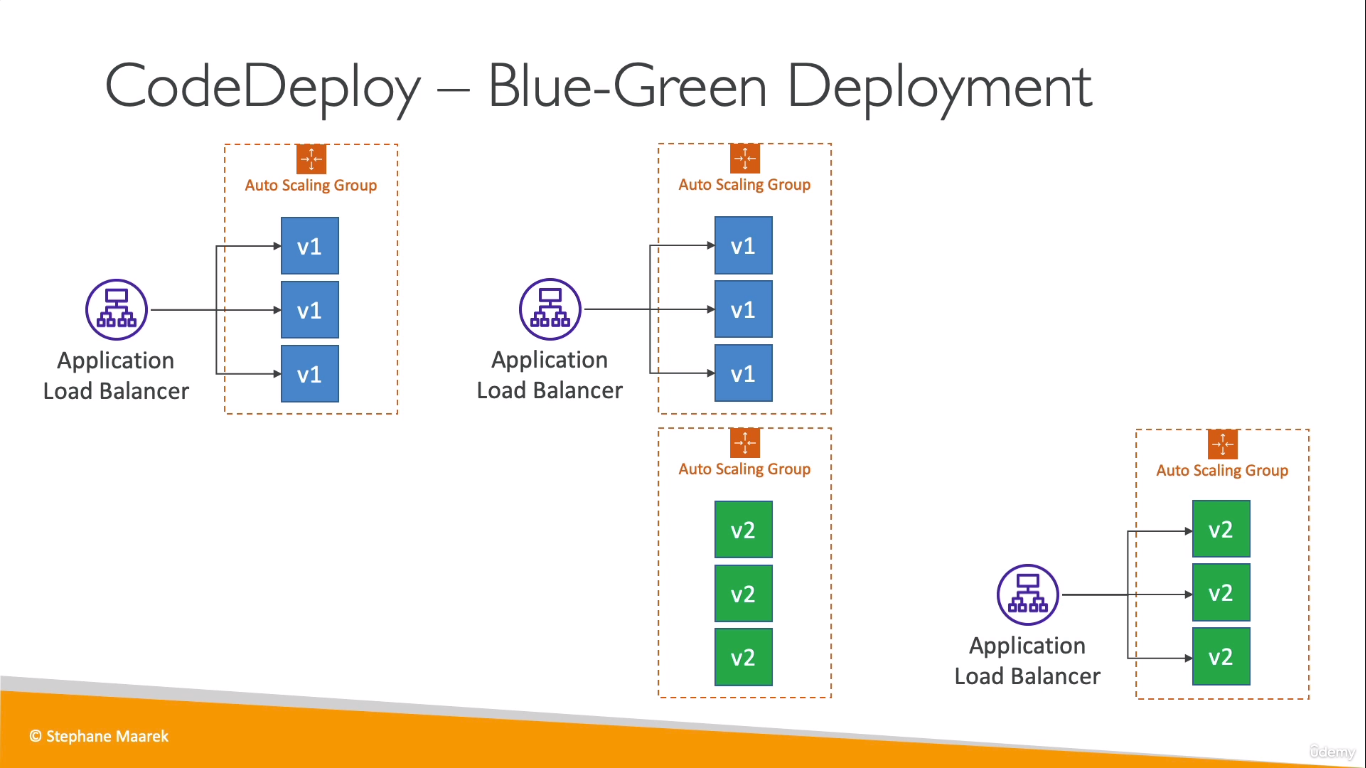 CodeDeploy – Blue-Green Deployment
Auto Scaling Group
v1
v1
v1
Application
Load Balancer
Auto Scaling Group
v1
v1
v1
Application
Load Balancer
Auto Scaling Group
v2
v2
v2
Auto Scaling Group
v2
v2
v2
Application
Load Balancer
© Stephane Maarek
ûdemy